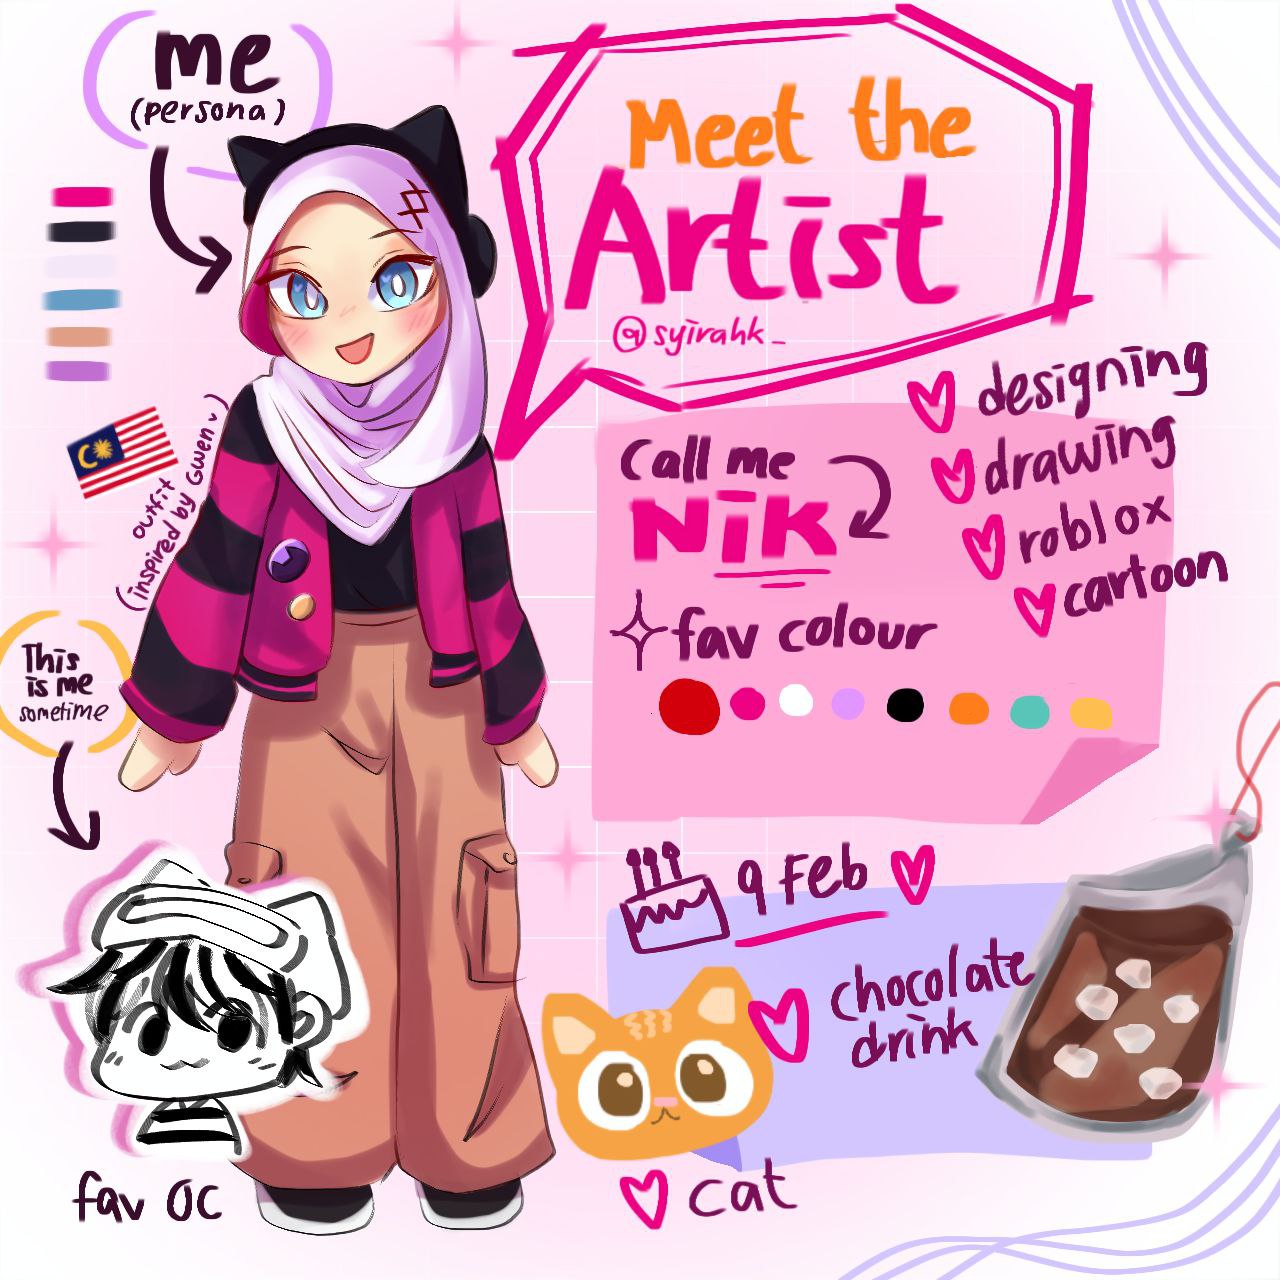 me
(persona)
Meet the
Artist
@syirahk_
designing
drawing
roblox
cartoon
Call me
Nik
fav colour
outfit
(inspired by Gwen)
This
is me
sometime
9 Feb
chocolate
drink
cat
fav OC